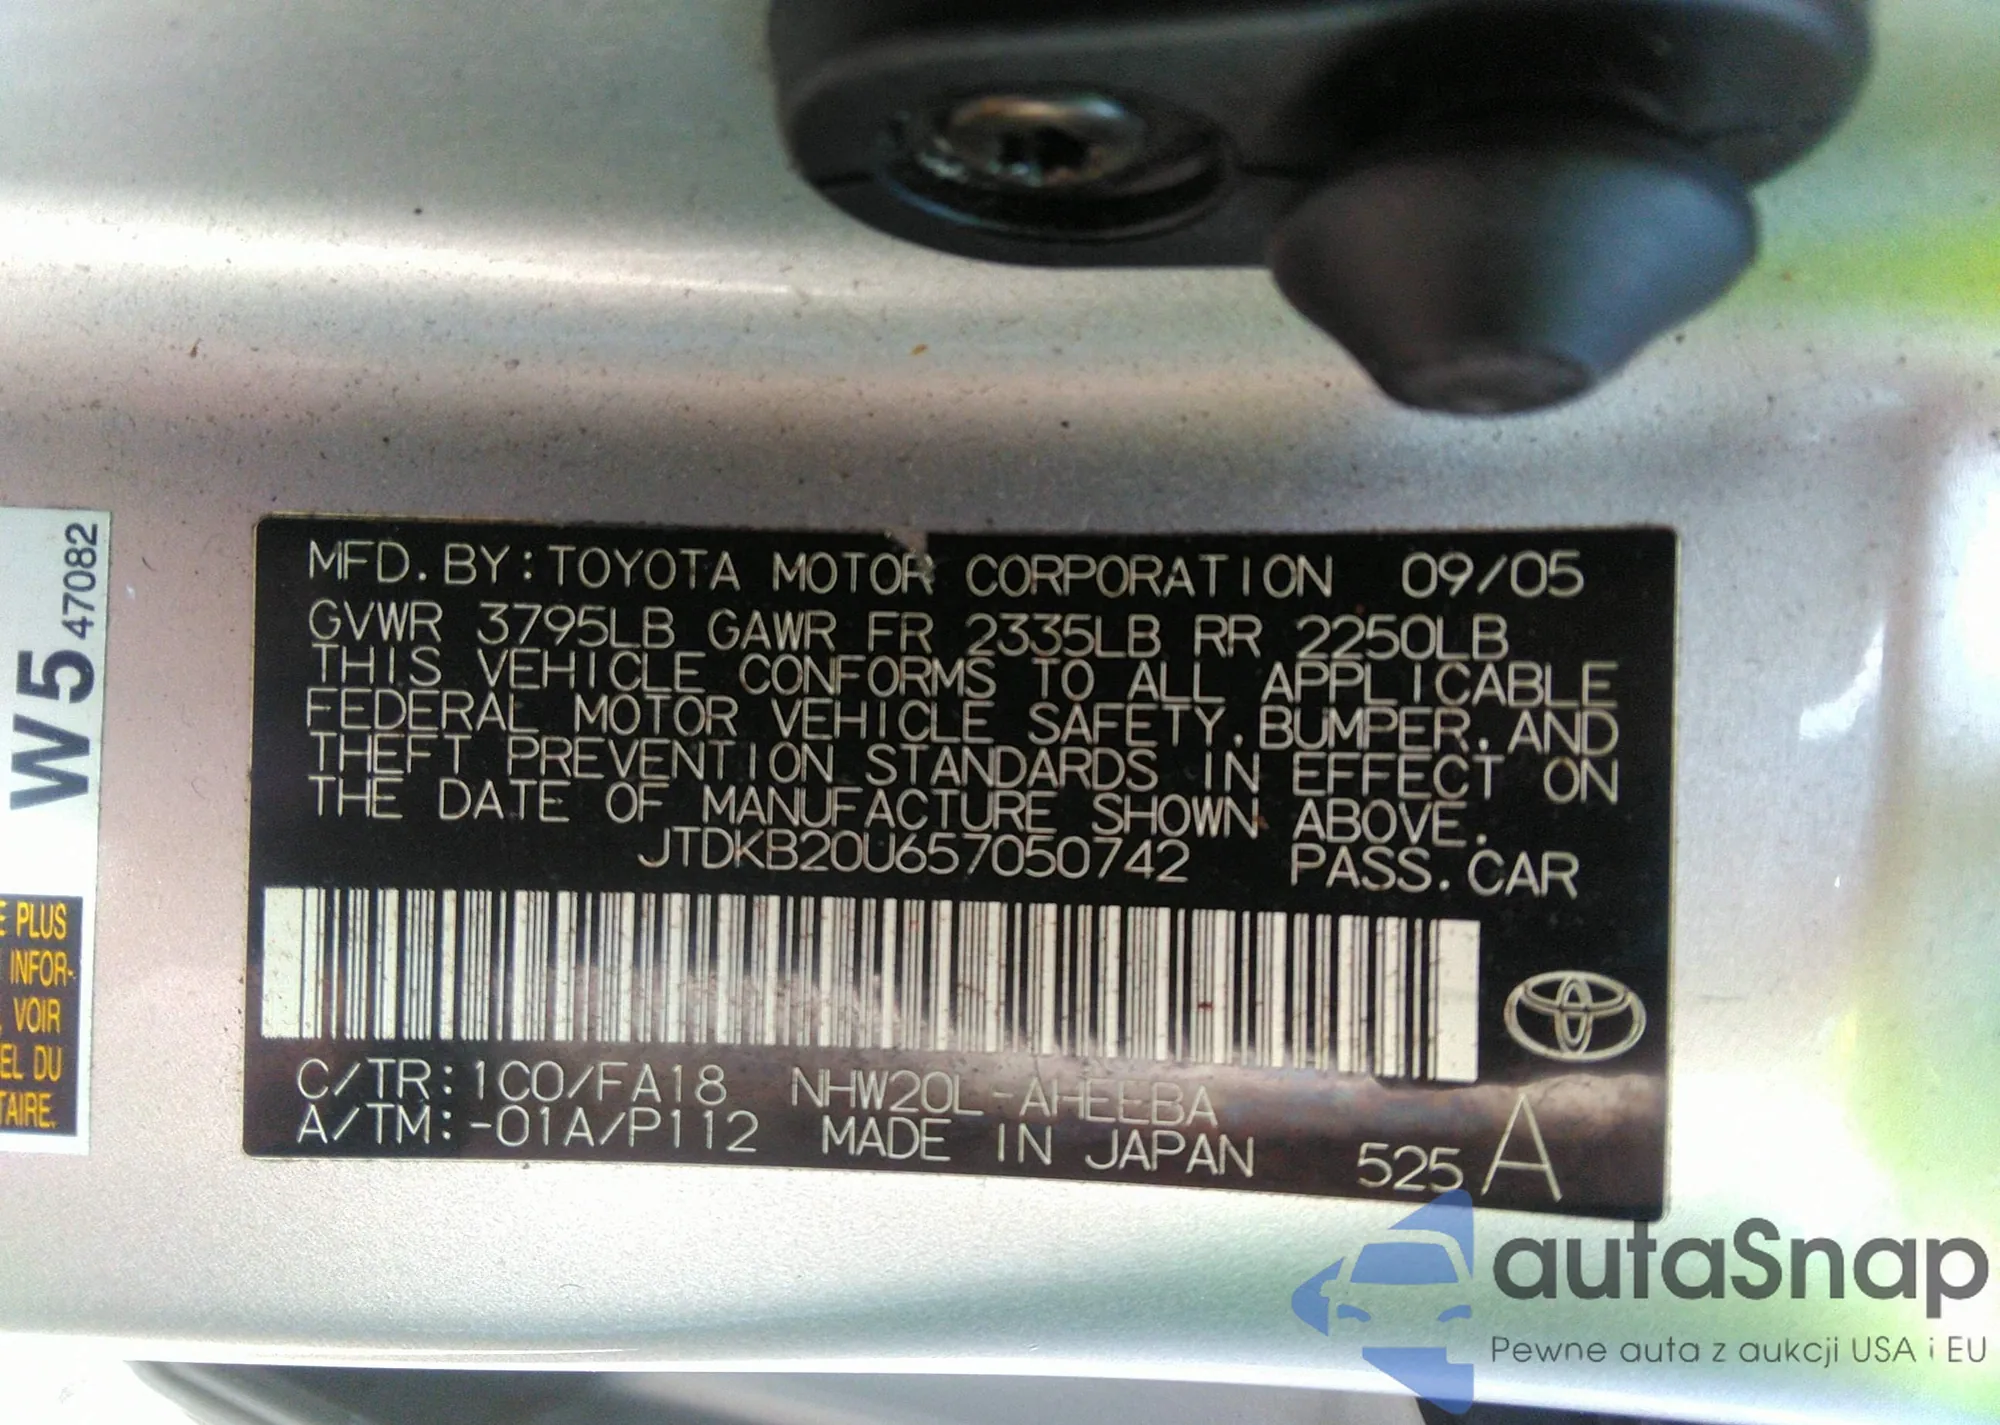 MFD. BY: TOYOTA MOTOR CORPORATION 09/05
GVWR 3795LB GAWR FR 2335LB RR 2250LB
THIS VEHICLE CONFORMS TO ALL APPLICABLE
FEDERAL MOTOR VEHICLE SAFETY, BUMPER, AND
THEFT PREVENTION STANDARDS IN EFFECT ON
THE DATE OF MANUFACTURE SHOWN ABOVE.
JTDKB20U657050742 PASS. CAR
C/TR: 1C0/FA18 NHW20L-AHEEBA
A/TM: -01A/P112 MADE IN JAPAN 525 A
W5 47082
PLUS
INFOR-
, VOIR
EL DU
TAIRE.
autaSnap
Pewne auta z aukcji USA i EU